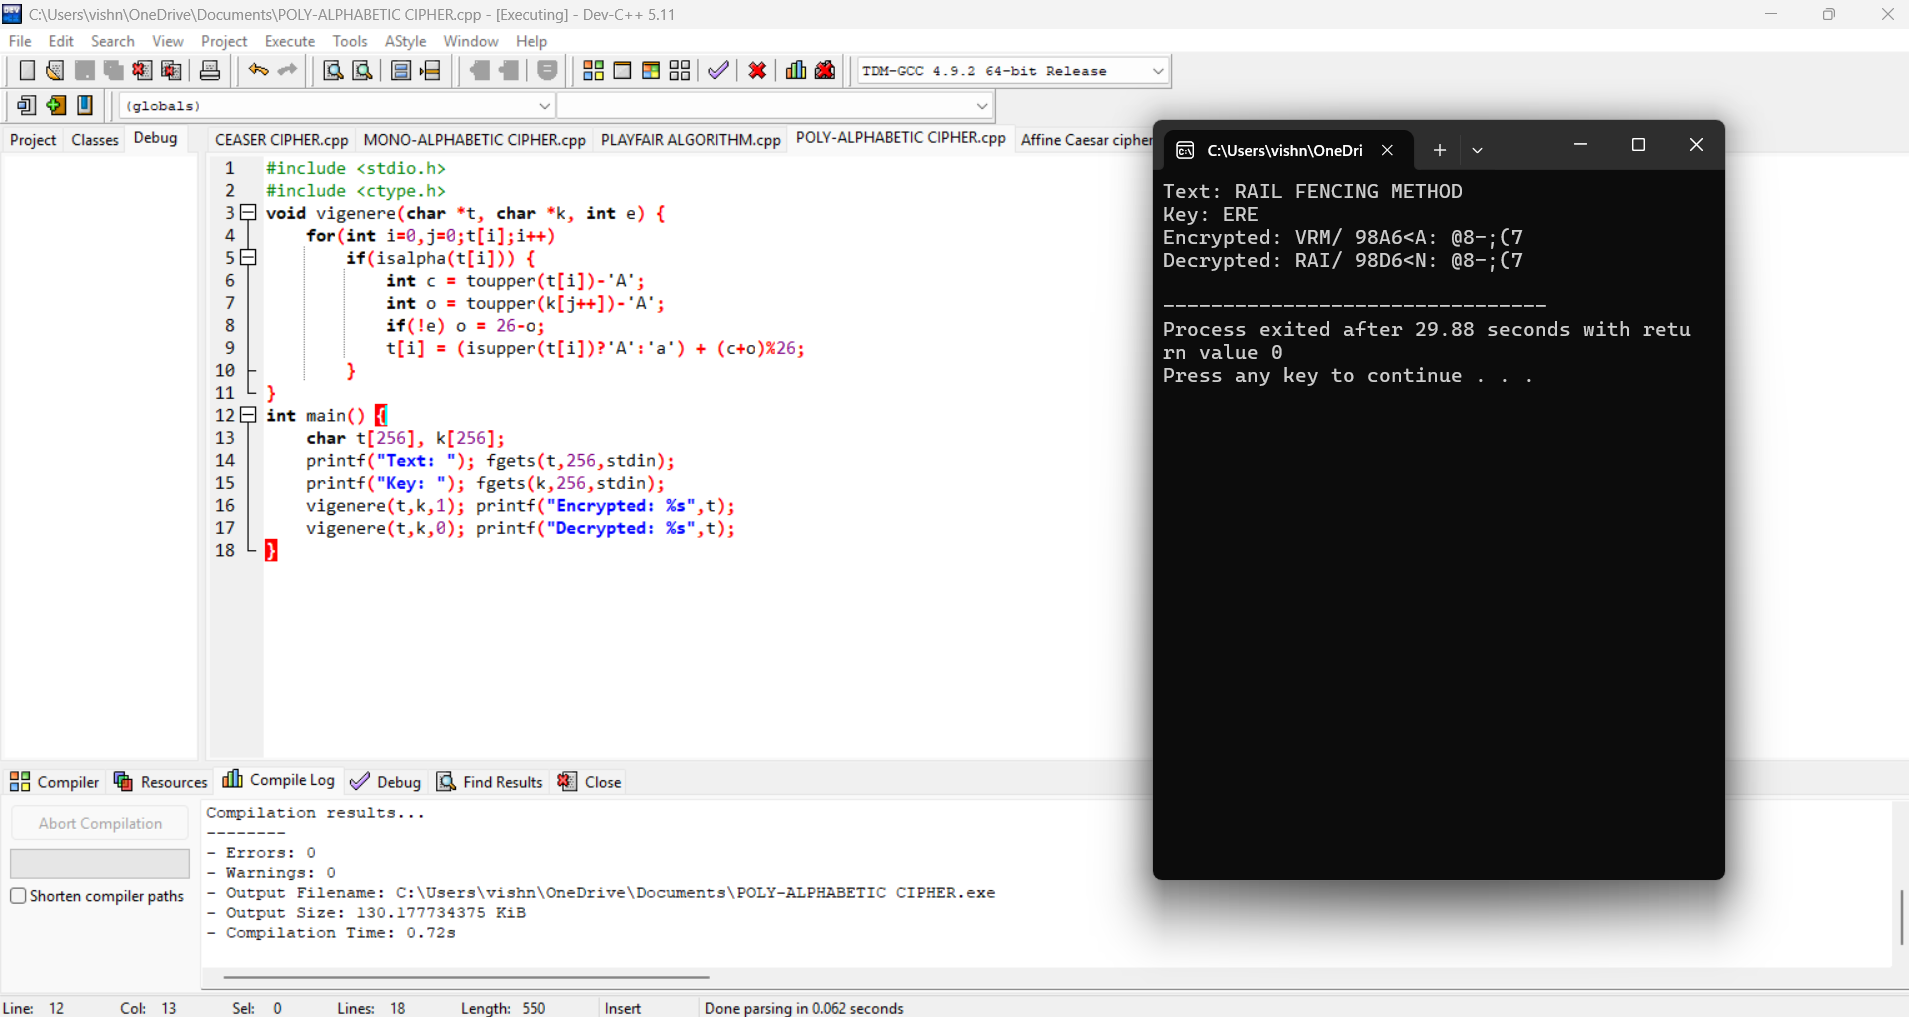 C:\Users\vishn\OneDrive\Documents\POLY-ALPHABETIC CIPHER.cpp - [Executing] - Dev-C++ 5.11
File Edit Search View Project Execute Tools AStyle Window Help
TDM-GCC 4.9.2 64-bit Release
(globals)
Project Classes Debug
CEASER CIPHER.cpp MONO-ALPHABETIC CIPHER.cpp PLAYFAIR ALGORITHM.cpp POLY-ALPHABETIC CIPHER.cpp Affine Caesar cipher
1 #include <stdio.h>
2 #include <ctype.h>
3 void vigenere(char *t, char *k, int e) {
4 for(int i=0,j=0;t[i];i++)
5 if(isalpha(t[i])) {
6 int c = toupper(t[i])-'A';
7 int o = toupper(k[j++])-'A';
8 if(!e) o = 26-o;
9 t[i] = (isupper(t[i])?'A':'a') + (c+o)%26;
10 }
11 }
12 int main() {
13 char t[256], k[256];
14 printf("Text: "); fgets(t,256,stdin);
15 printf("Key: "); fgets(k,256,stdin);
16 vigenere(t,k,1); printf("Encrypted: %s",t);
17 vigenere(t,k,0); printf("Decrypted: %s",t);
18 }
C:\Users\vishn\OneDri
Text: RAIL FENCING METHOD
Key: ERE
Encrypted: VRM/ 98A6<A: @8-;(7
Decrypted: RAI/ 98D6<N: @8-;(7
--------------------------------
Process exited after 29.88 seconds with retu
rn value 0
Press any key to continue . . .
Compiler Resources Compile Log Debug Find Results Close
Abort Compilation
Shorten compiler paths
Compilation results...
--------
- Errors: 0
- Warnings: 0
- Output Filename: C:\Users\vishn\OneDrive\Documents\POLY-ALPHABETIC CIPHER.exe
- Output Size: 130.177734375 KiB
- Compilation Time: 0.72s
Line: 12 Col: 13 Sel: 0 Lines: 18 Length: 550 Insert Done parsing in 0.062 seconds